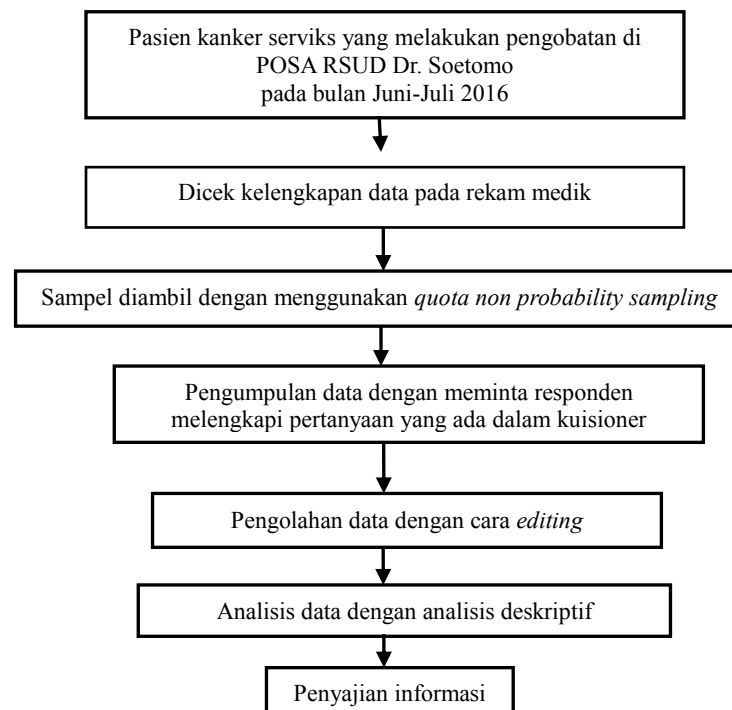 Pasien kanker serviks yang melakukan pengobatan di
POSA RSUD Dr. Soetomo
pada bulan Juni-Juli 2016
Dicek kelengkapan data pada rekam medik
Sampel diambil dengan menggunakan quota non probability sampling
Pengumpulan data dengan meminta responden
melengkapi pertanyaan yang ada dalam kuisioner
Pengolahan data dengan cara editing
Analisis data dengan analisis deskriptif
Penyajian informasi